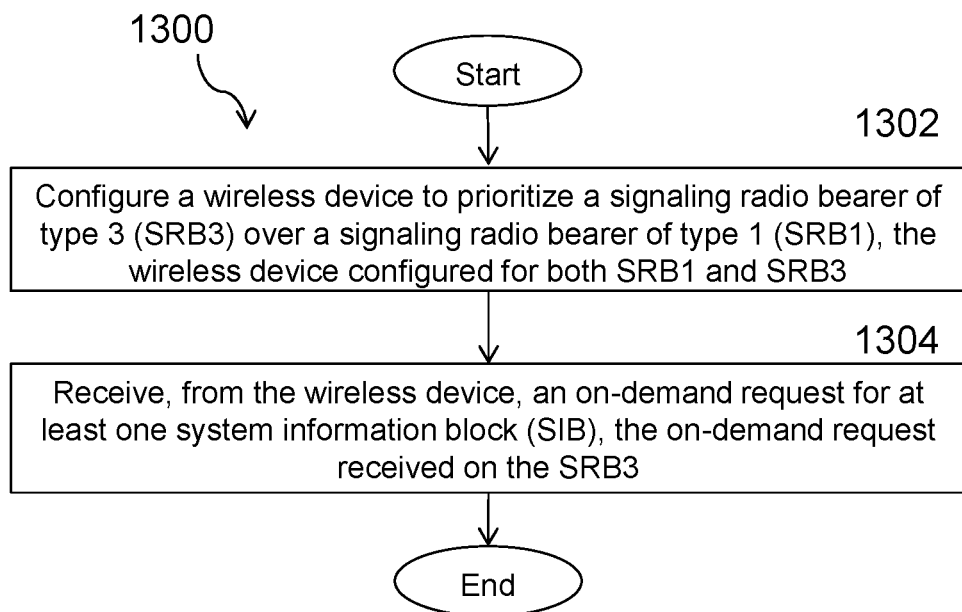 1300
Start
1302
Configure a wireless device to prioritize a signaling radio bearer of
type 3 (SRB3) over a signaling radio bearer of type 1 (SRB1), the
wireless device configured for both SRB1 and SRB3
1304
Receive, from the wireless device, an on-demand request for at
least one system information block (SIB), the on-demand request
received on the SRB3
End